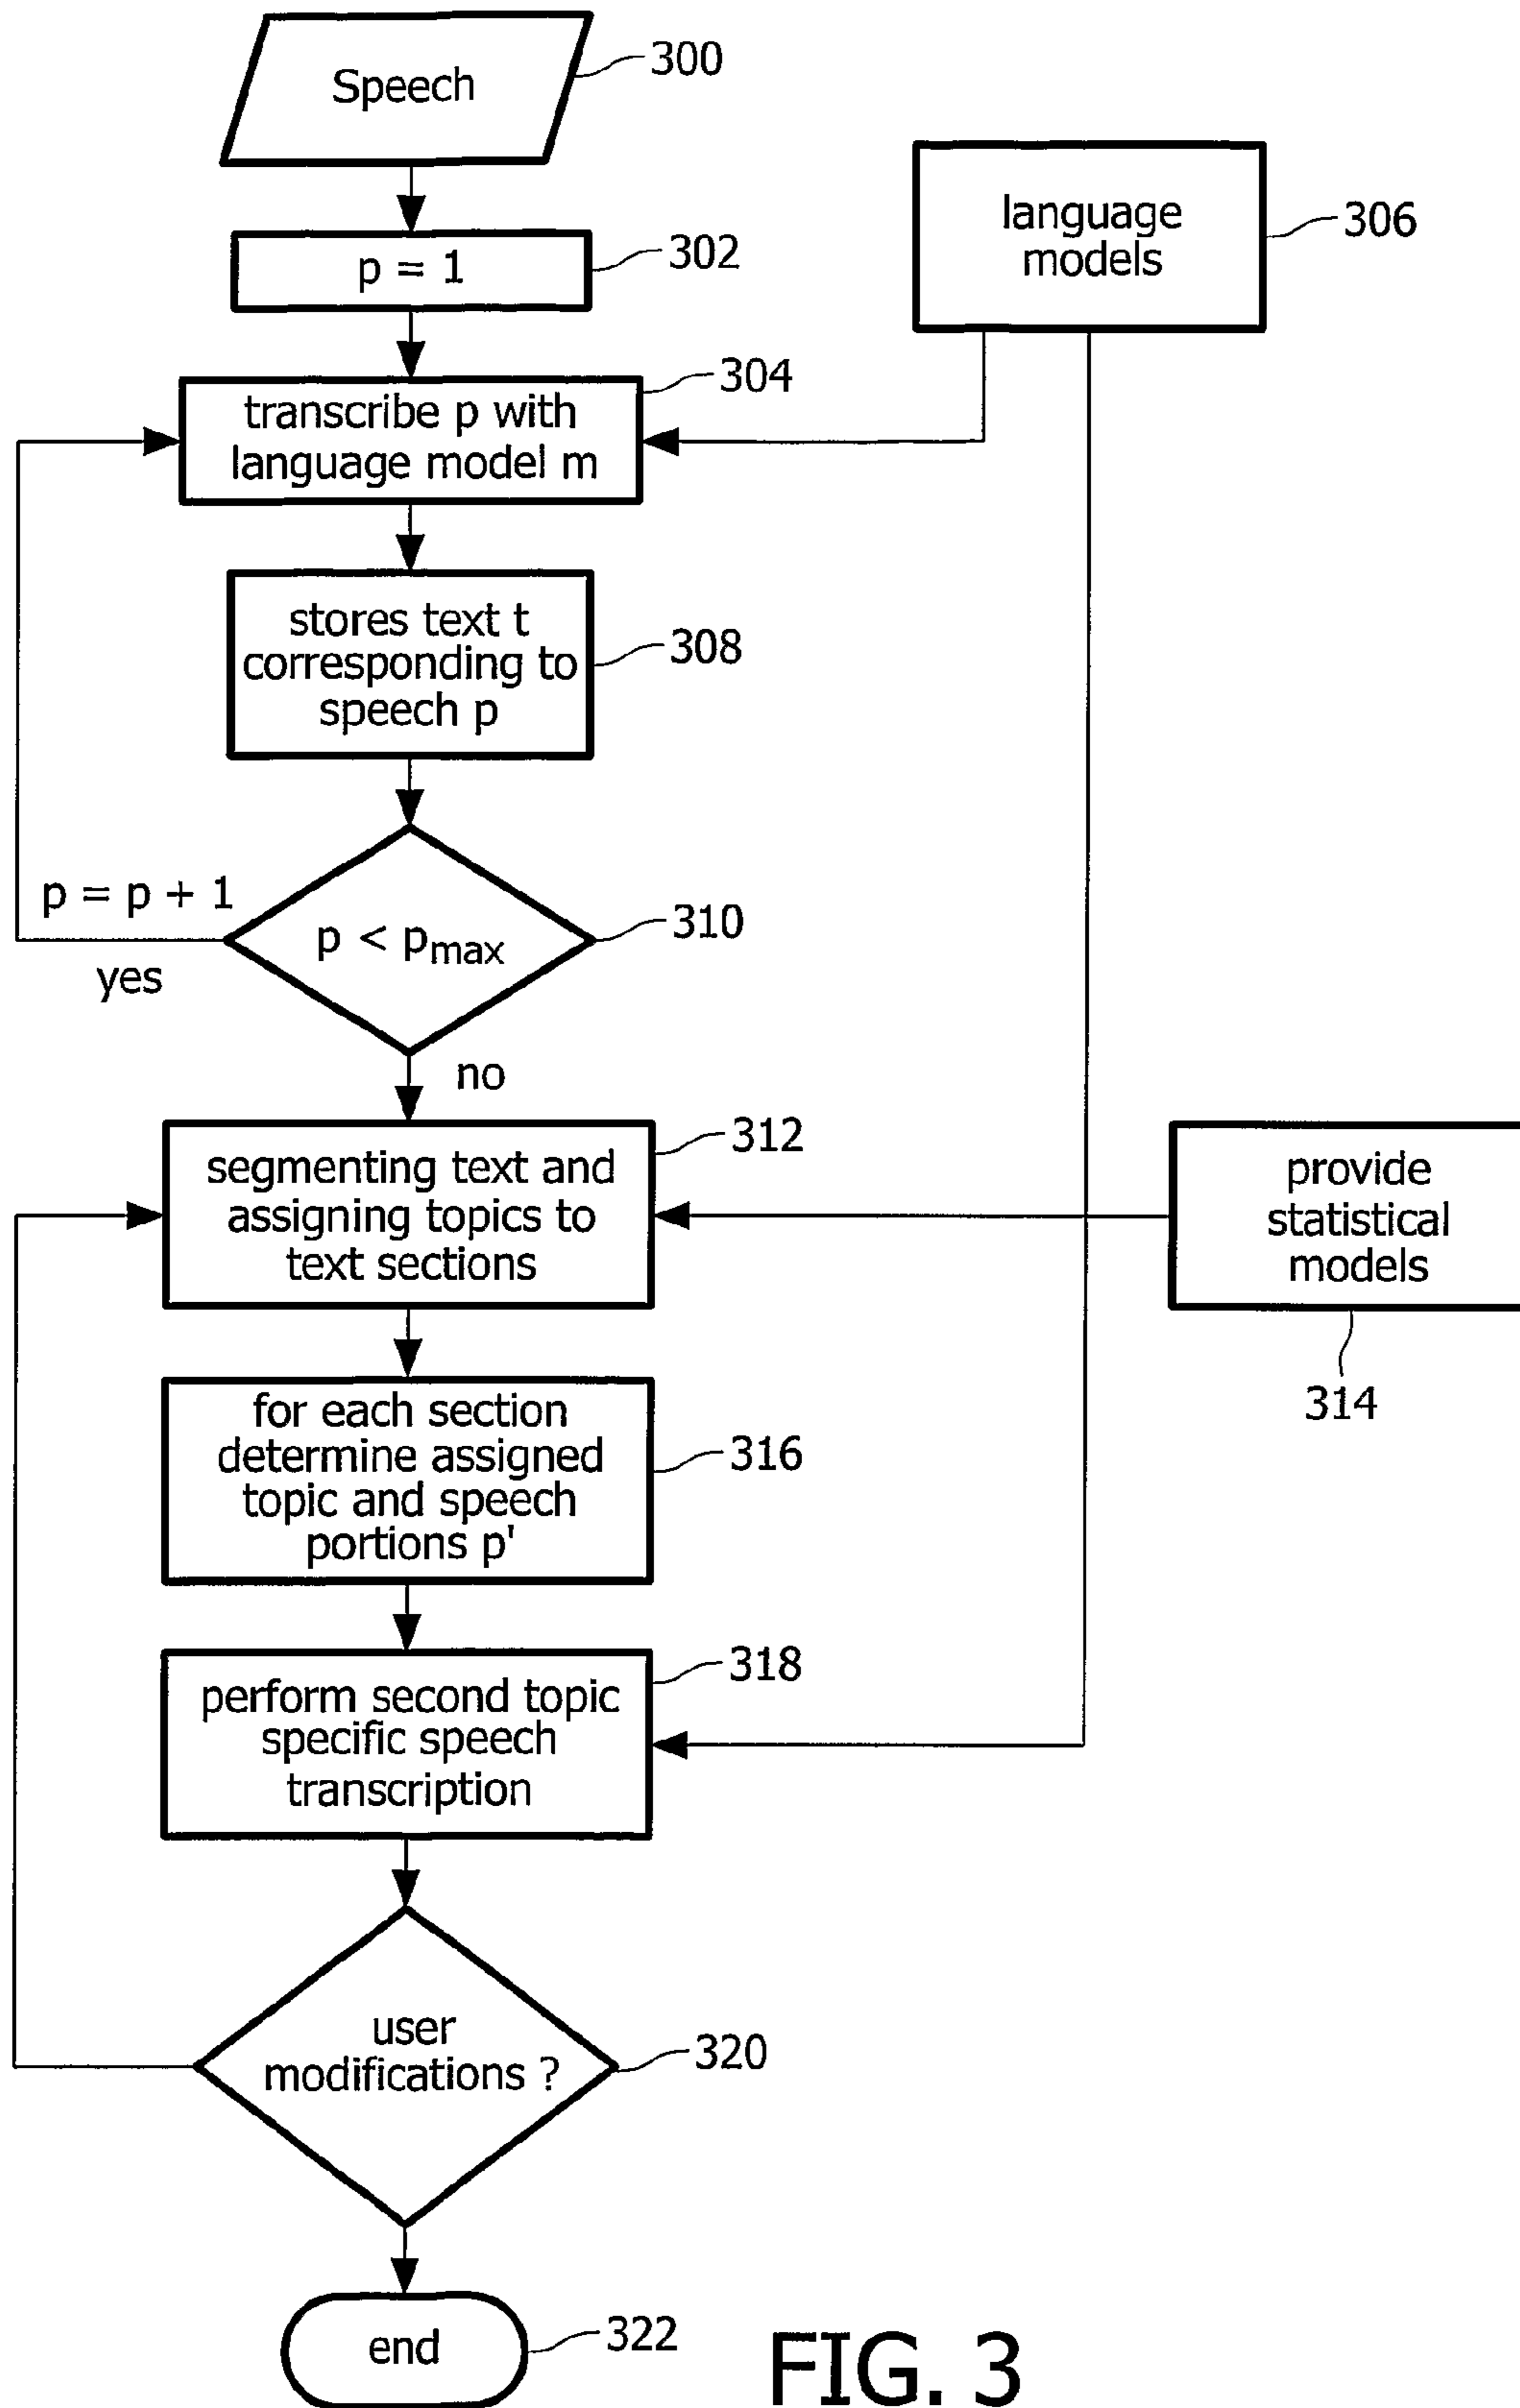 Speech
300
p = 1
302
language
models
306
transcribe p with
language model m
304
stores text t
corresponding to
speech p
308
p = p + 1
yes
p < pmax
310
no
segmenting text and
assigning topics to
text sections
312
provide
statistical
models
314
for each section
determine assigned
topic and speech
portions p'
316
perform second topic
specific speech
transcription
318
user
modifications ?
320
end
322
FIG. 3